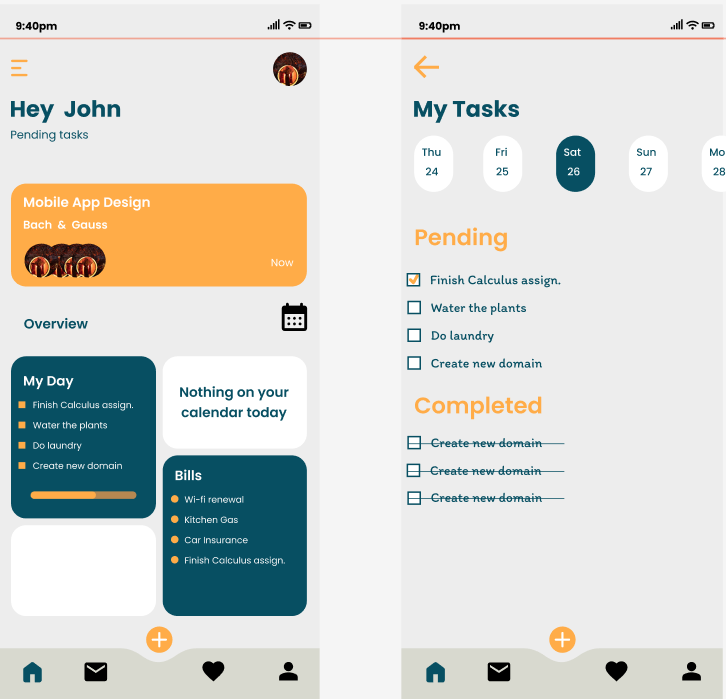 9:40pm
Hey John
Pending tasks
Mobile App Design
Bach & Gauss
Now
Overview
My Day
Finish Calculus assign.
Water the plants
Do laundry
Create new domain
Nothing on your
calendar today
Bills
Wi-fi renewal
Kitchen Gas
Car Insurance
Finish Calculus assign.
9:40pm
My Tasks
Thu Fri Sat Sun Mo
24 25 26 27 28
Pending
Finish Calculus assign.
Water the plants
Do laundry
Create new domain
Completed
Create new domain
Create new domain
Create new domain